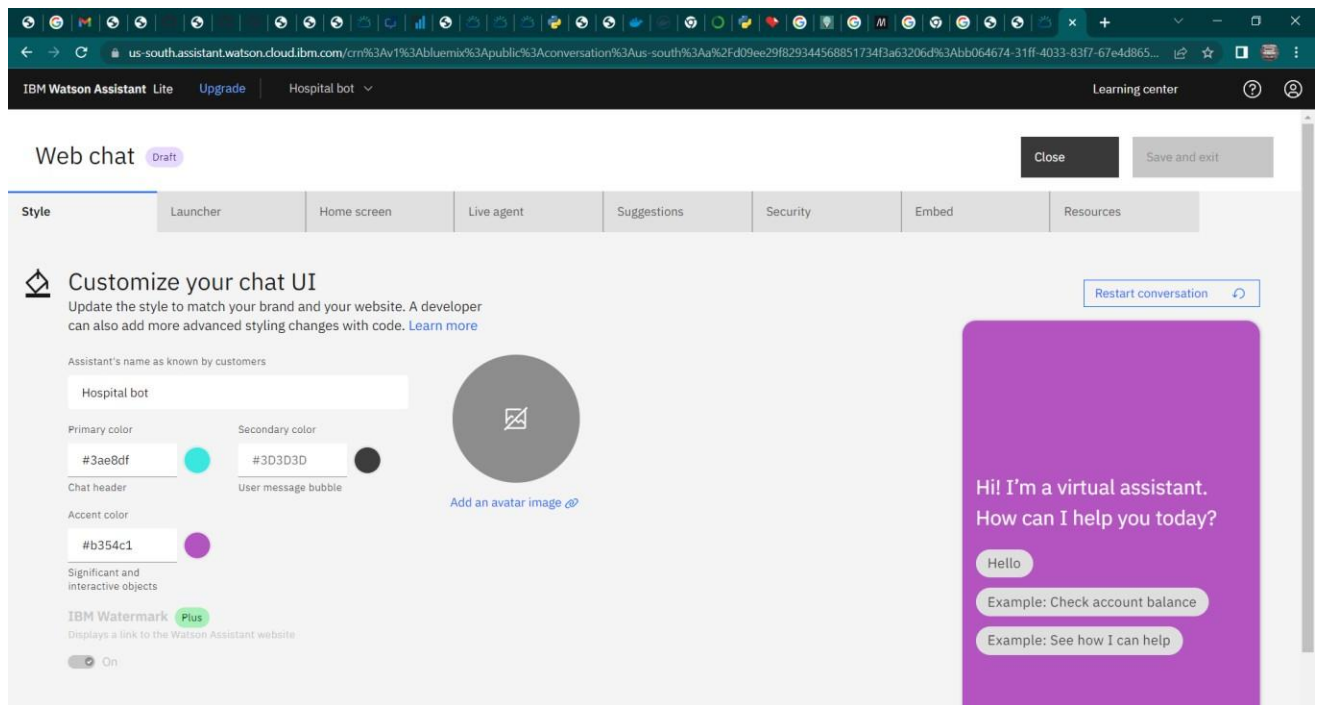 us-south.assistant.watson.cloud.ibm.com/crn%3Av1%3Abluemix%3Apublic%3Aconversation%3Aus-south%3Aa%2Fd09ee29f829344568851734f3a63206d%3Abb064674-31ff-4033-83f7-67e4d865...
IBM Watson Assistant Lite Upgrade Hospital bot Learning center
Web chat Draft Close Save and exit
Style Launcher Home screen Live agent Suggestions Security Embed Resources
Customize your chat UI
Update the style to match your brand and your website. A developer
can also add more advanced styling changes with code. Learn more
Restart conversation
Assistant's name as known by customers
Hospital bot
Primary color Secondary color
#3ae8df #3D3D3D
Chat header User message bubble
Add an avatar image
Accent color
#b354c1
Significant and
interactive objects
IBM Watermark Plus
Displays a link to the Watson Assistant website
On
Hi! I'm a virtual assistant.
How can I help you today?
Hello
Example: Check account balance
Example: See how I can help